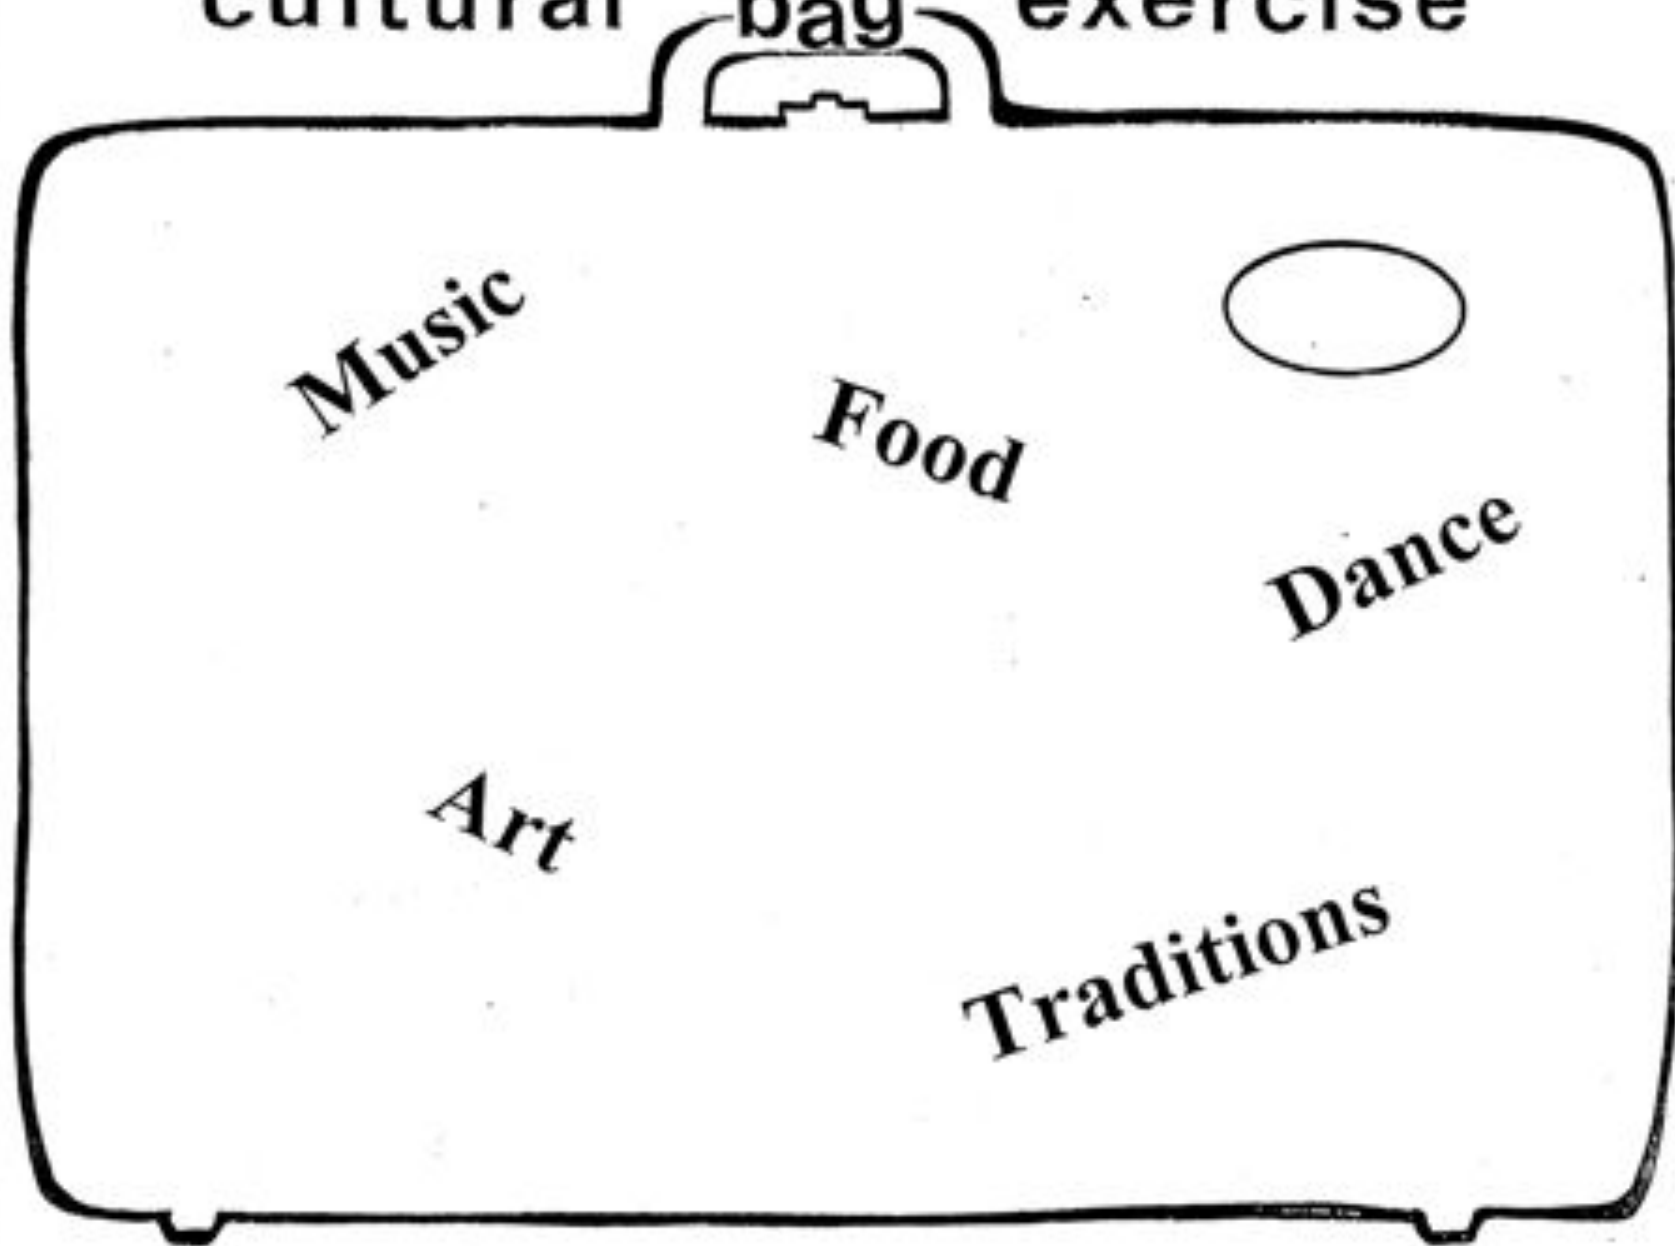 cultural bag exercise
Music
Food
Dance
Art
Traditions